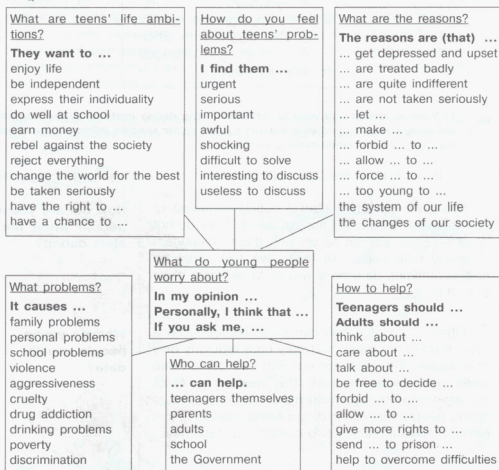 What are teens' life ambi-
tions?
They want to ...
enjoy life
be independent
express their individuality
do well at school
earn money
rebel against the society
reject everything
change the world for the best
be taken seriously
have the right to ...
have a chance to ...
How do you feel
about teens' prob-
lems?
I find them ...
urgent
serious
important
awful
shocking
difficult to solve
interesting to discuss
useless to discuss
What are the reasons?
The reasons are (that) ...
... get depressed and upset
... are treated badly
... are quite indifferent
... are not taken seriously
... let ...
... make ...
... forbid ... to ...
... allow ... to ...
... force ... to ...
... too young to ...
the system of our life
the changes of our society
What do young people
worry about?
In my opinion ...
Personally, I think that ...
If you ask me, ...
What problems?
It causes ...
family problems
personal problems
school problems
violence
aggressiveness
cruelty
drug addiction
drinking problems
poverty
discrimination
Who can help?
... can help.
teenagers themselves
parents
adults
school
the Government
How to help?
Teenagers should ...
Adults should ...
think about ...
care about ...
talk about ...
be free to decide ...
forbid ... to ...
allow ... to ...
give more rights to ...
send ... to prison ...
help to overcome difficulties